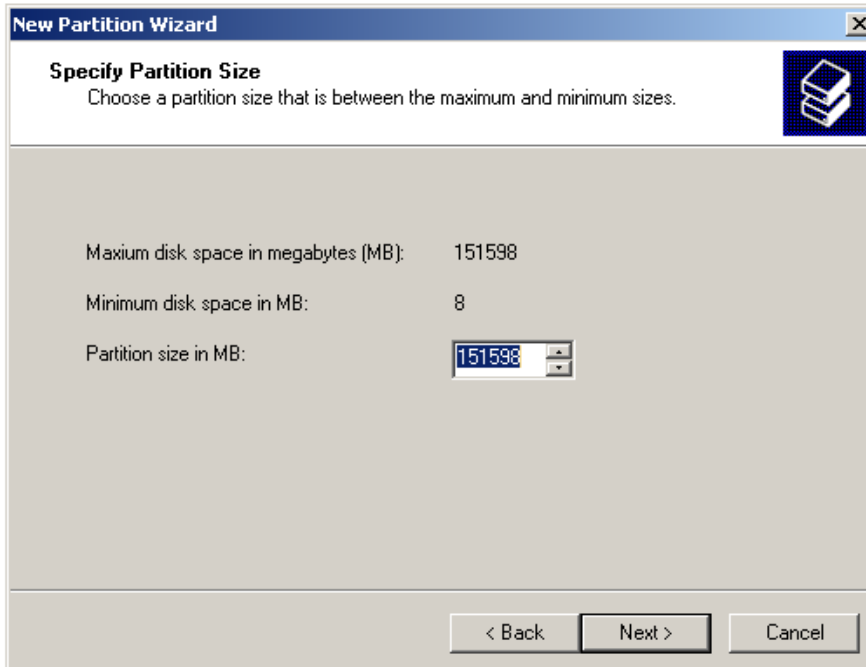 New Partition Wizard
Specify Partition Size
Choose a partition size that is between the maximum and minimum sizes.
Maxium disk space in megabytes (MB): 151598
Minimum disk space in MB: 8
Partition size in MB: 151598
< Back Next > Cancel